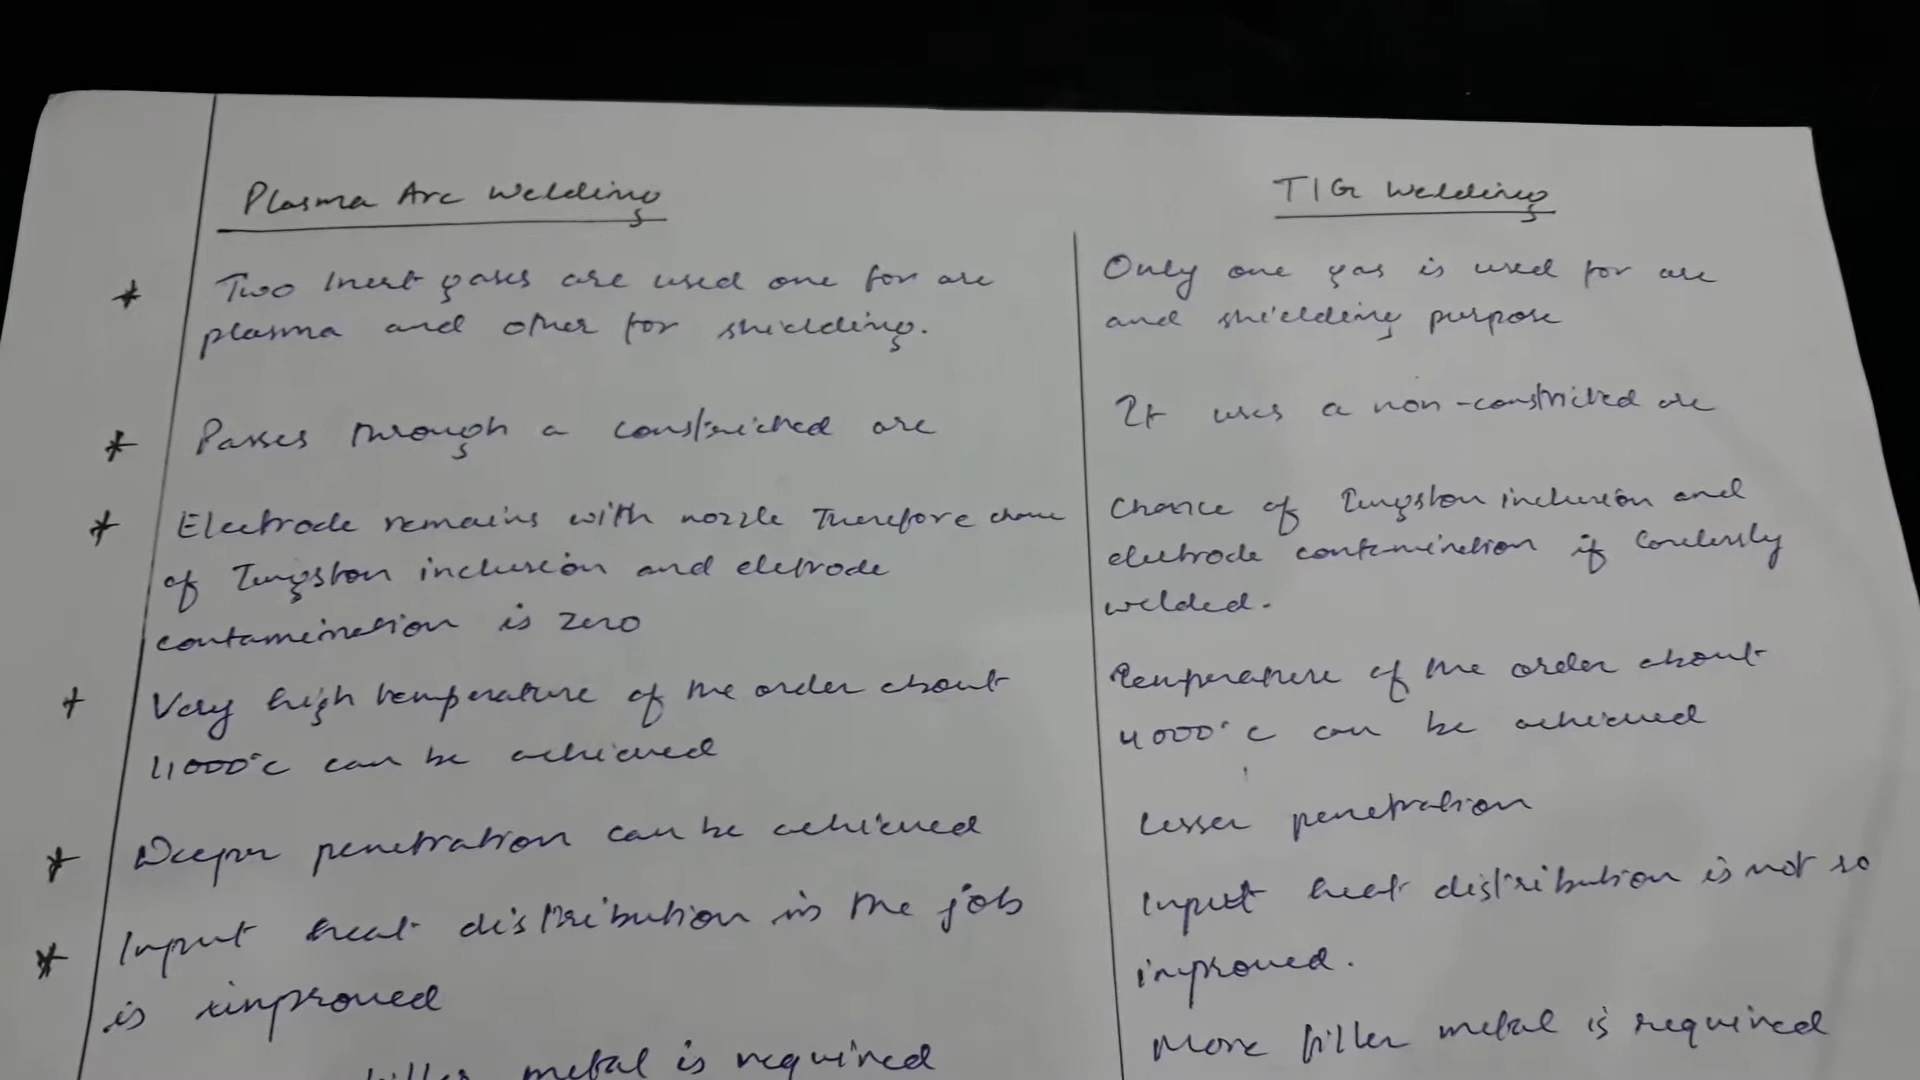 Plasma Arc Welding
Two Inert gases are used one for arc
plasma and other for shielding.
* Passes through a constricted arc
* Electrode remains with nozzle Therefore chance
of Tungston inclusion and eletrode
contamination is zero
+ Very high temperature of the order about
11000°c can be achieved
* Deeper penetration can be achieved
* Input heat distribution in the job
is improved
filler metal is required
TIG Welding
Only one gas is used for arc
and shielding purpose
It uses a non-constricted arc
Chance of Tungston inclusion and
electrode contamination if Carelessly
welded.
Temperature of the order about
4000°c can be achieved
Lesser penetration
Input heat distribution is not so
improved.
More filler metal is required